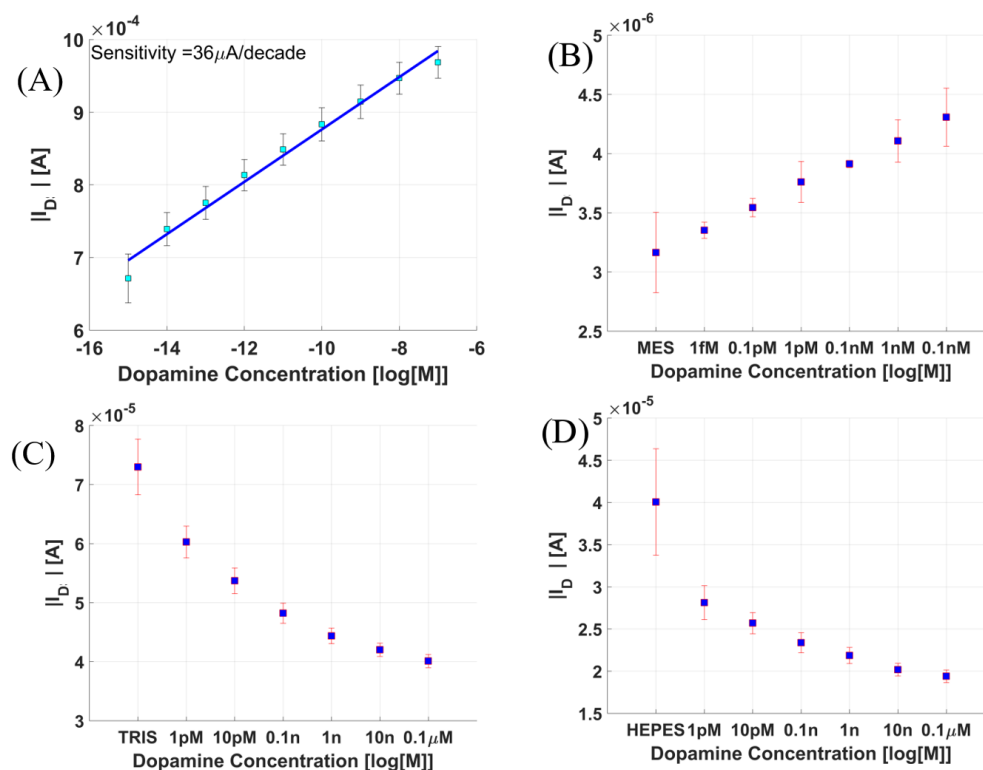 (A)
×10⁻⁴
Sensitivity =36μA/decade
10
9
8
7
6
|I_D| [A]
-16 -14 -12 -10 -8 -6
Dopamine Concentration [log[M]]
(B)
×10⁻⁶
5
4.5
4
3.5
3
2.5
|I_D| [A]
MES 1fM 0.1pM 1pM 0.1nM 1nM 0.1nM
Dopamine Concentration [log[M]]
(C)
×10⁻⁵
8
7
6
5
4
3
|I_D| [A]
TRIS 1pM 10pM 0.1n 1n 10n 0.1μM
Dopamine Concentration [log[M]]
(D)
×10⁻⁵
5
4.5
4
3.5
3
2.5
2
1.5
|I_D| [A]
HEPES 1pM 10pM 0.1n 1n 10n 0.1μM
Dopamine Concentration [log[M]]